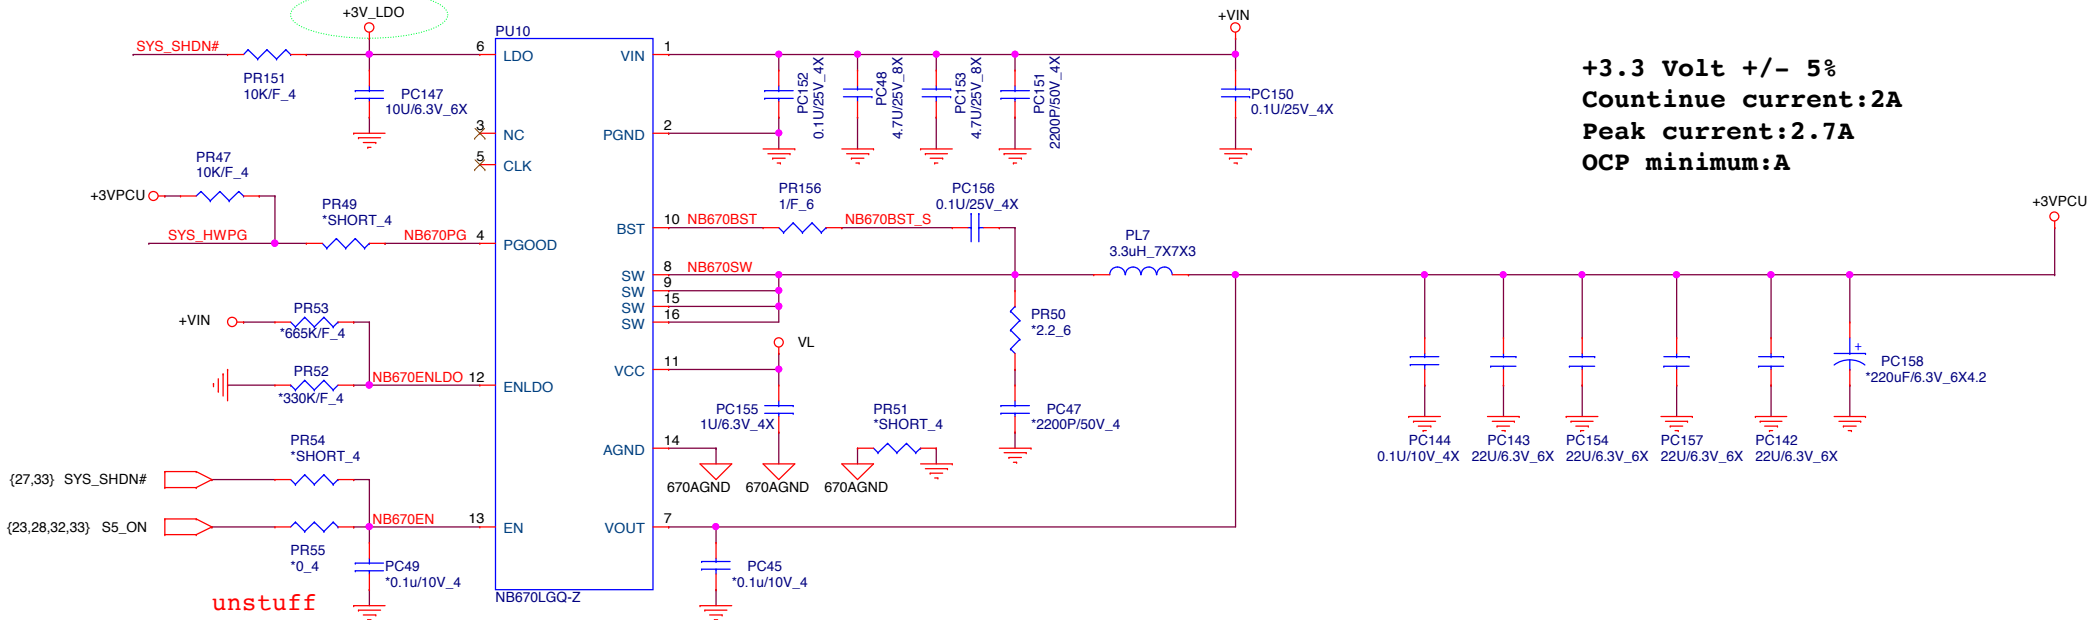 +3V_LDO
SYS_SHDN#
PR151
10K/F_4
PC147
10U/6.3V_6X
PR47
10K/F_4
+3VPCU
SYS_HWPG
PR49
*SHORT_4
NB670PG
+VIN
PR53
*665K/F_4
PR52
*330K/F_4
NB670ENLDO
PR54
*SHORT_4
{27,33} SYS_SHDN#
{23,28,32,33} S5_ON
NB670EN
PR55
*0_4
PC49
*0.1u/10V_4
unstuff
PU10
6 LDO
3 NC
5 CLK
4 PGOOD
12 ENLDO
13 EN
VIN 1
PGND 2
BST 10
SW 8
SW 9
SW 15
SW 16
VCC 11
AGND 14
VOUT 7
NB670LGQ-Z
+VIN
PC152
0.1U/25V_4X
PC48
4.7U/25V_8X
PC153
4.7U/25V_8X
PC151
2200P/50V_4X
PC150
0.1U/25V_4X
NB670BST
PR156
1/F_6
NB670BST_S
PC156
0.1U/25V_4X
NB670SW
PL7
3.3uH_7X7X3
PR50
*2.2_6
PC47
*2200P/50V_4
VL
PC155
1U/6.3V_4X
PR51
*SHORT_4
670AGND
670AGND
670AGND
PC45
*0.1u/10V_4
+3.3 Volt +/- 5%
Countinue current:2A
Peak current:2.7A
OCP minimum:A
+3VPCU
PC144
0.1U/10V_4X
PC143
22U/6.3V_6X
PC154
22U/6.3V_6X
PC157
22U/6.3V_6X
PC142
22U/6.3V_6X
+
PC158
*220uF/6.3V_6X4.2